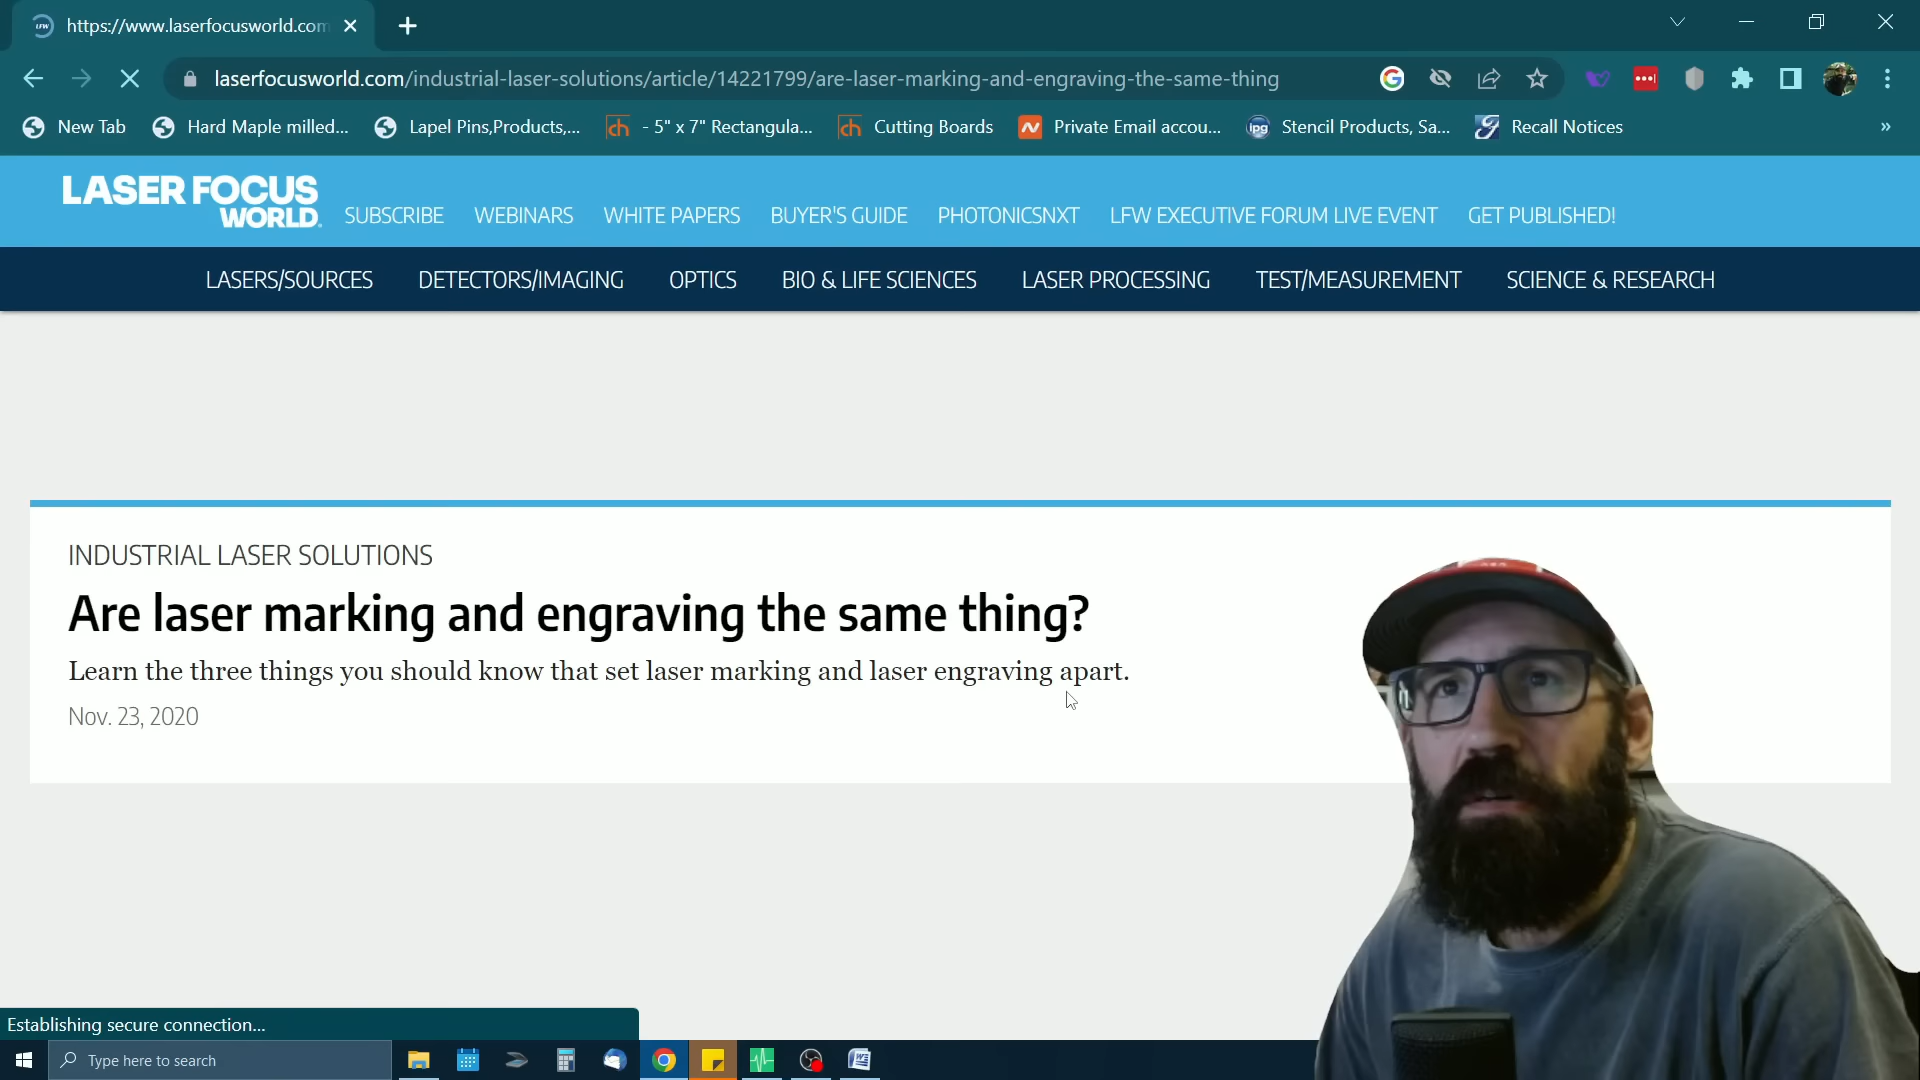 https://www.laserfocusworld.com
laserfocusworld.com/industrial-laser-solutions/article/14221799/are-laser-marking-and-engraving-the-same-thing
New Tab Hard Maple milled... Lapel Pins,Products,... - 5" x 7" Rectangula... Cutting Boards Private Email accou... Stencil Products, Sa... Recall Notices »
LASER FOCUS
WORLD.
SUBSCRIBE WEBINARS WHITE PAPERS BUYER'S GUIDE PHOTONICSNXT LFW EXECUTIVE FORUM LIVE EVENT GET PUBLISHED!
LASERS/SOURCES DETECTORS/IMAGING OPTICS BIO & LIFE SCIENCES LASER PROCESSING TEST/MEASUREMENT SCIENCE & RESEARCH
INDUSTRIAL LASER SOLUTIONS
Are laser marking and engraving the same thing?
Learn the three things you should know that set laser marking and laser engraving apart.
Nov. 23, 2020
Establishing secure connection...
Type here to search